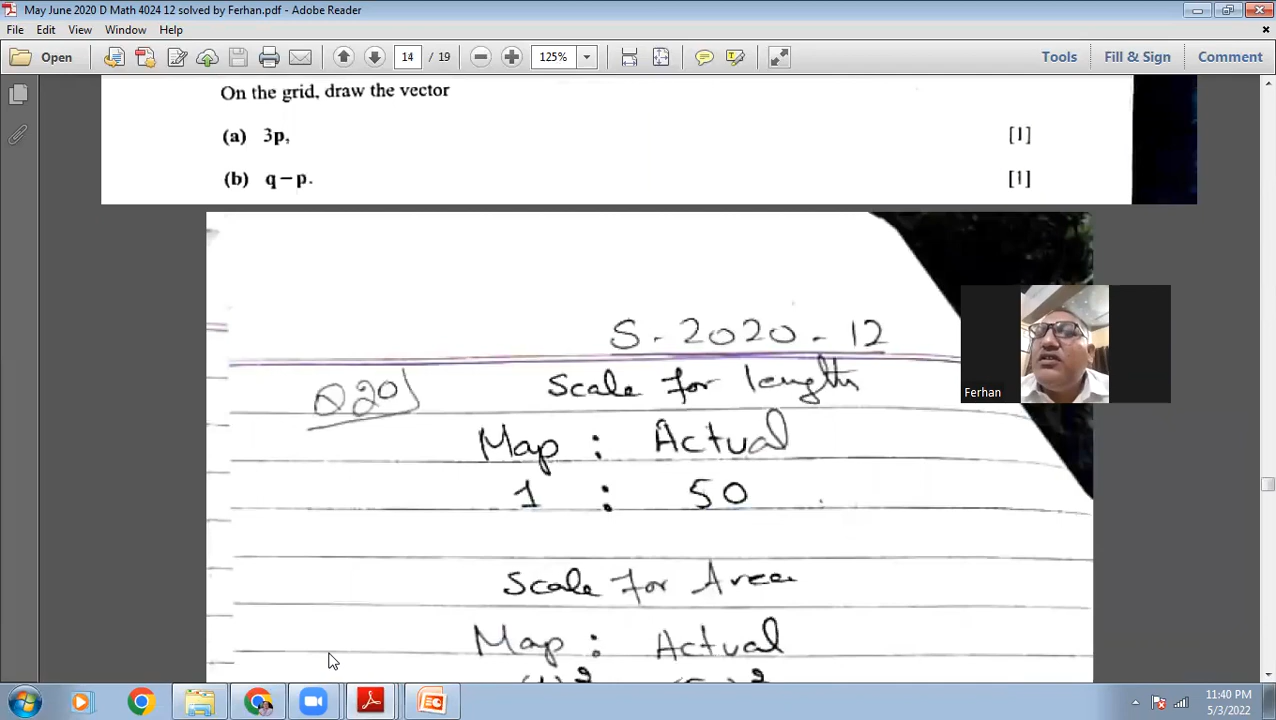 May June 2020 D Math 4024 12 solved by Ferhan.pdf - Adobe Reader
File Edit View Window Help
Open 14 / 19 125% Tools Fill & Sign Comment
On the grid, draw the vector
(a) 3p, [1]
(b) q−p. [1]
S-2020-12
Q20) Scale for length
Map : Actual
1 : 50
Scale for Area
Map : Actual
Ferhan
11:40 PM
5/3/2022